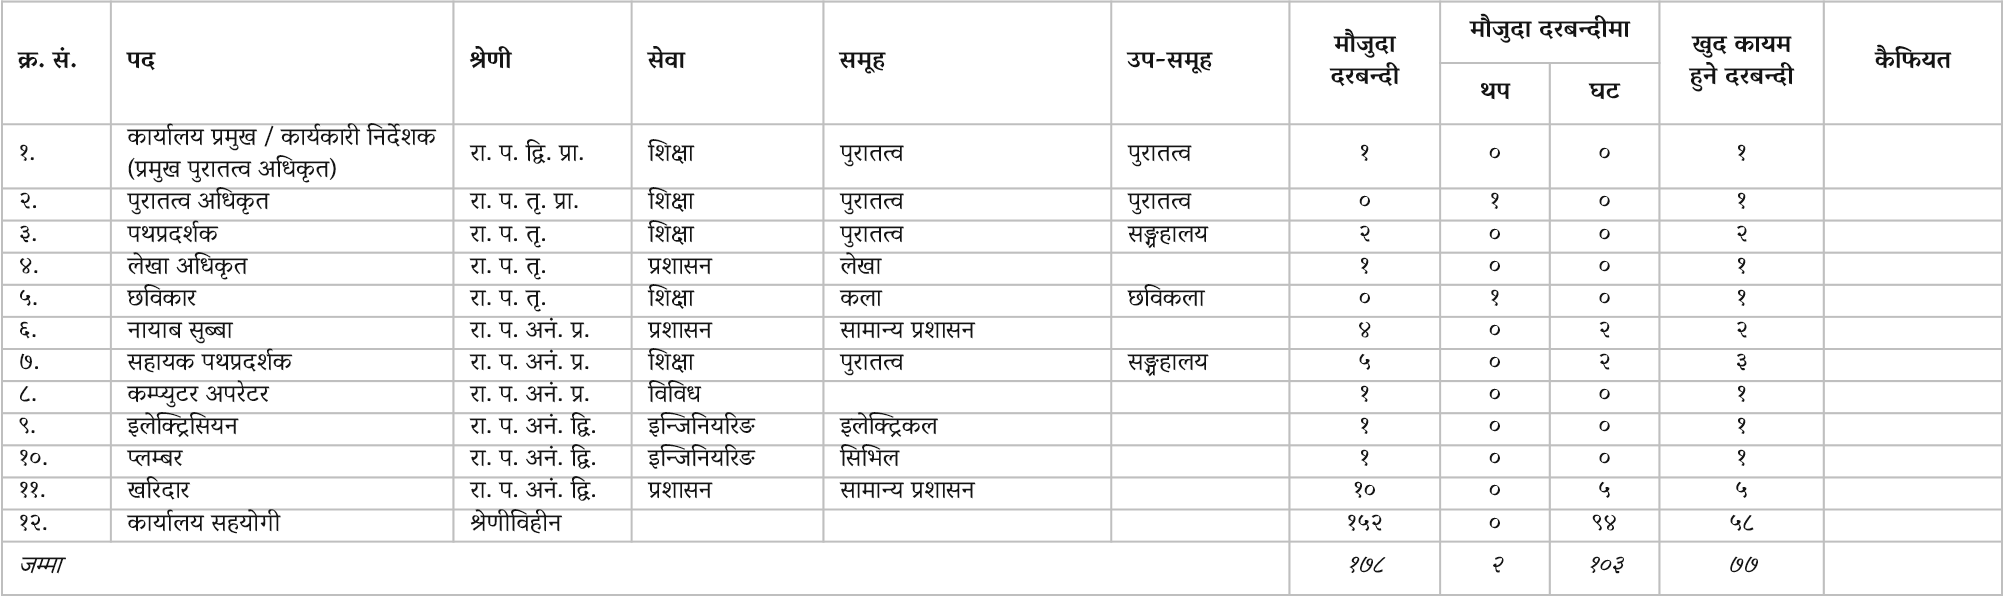 क्र. सं. पद श्रेणी सेवा समूह उप-समूह मौजुदा दरबन्दी मौजुदा दरबन्दीमा थप घट खुद कायम हुने दरबन्दी कैफियत
१. कार्यालय प्रमुख / कार्यकारी निर्देशक (प्रमुख पुरातत्व अधिकृत) रा. प. द्वि. प्रा. शिक्षा पुरातत्व पुरातत्व १ ० ० १
२. पुरातत्व अधिकृत रा. प. तृ. प्रा. शिक्षा पुरातत्व पुरातत्व ० १ ० १
३. पथप्रदर्शक रा. प. तृ. शिक्षा पुरातत्व सङ्ग्रहालय २ ० ० २
४. लेखा अधिकृत रा. प. तृ. प्रशासन लेखा १ ० ० १
५. छविकार रा. प. तृ. शिक्षा कला छविकला ० १ ० १
६. नायाब सुब्बा रा. प. अनं. प्र. प्रशासन सामान्य प्रशासन ४ ० २ २
७. सहायक पथप्रदर्शक रा. प. अनं. प्र. शिक्षा पुरातत्व सङ्ग्रहालय ५ ० २ ३
८. कम्प्युटर अपरेटर रा. प. अनं. प्र. विविध १ ० ० १
९. इलेक्ट्रिसियन रा. प. अनं. द्वि. इन्जिनियरिङ इलेक्ट्रिकल १ ० ० १
१०. प्लम्बर रा. प. अनं. द्वि. इन्जिनियरिङ सिभिल १ ० ० १
११. खरिदार रा. प. अनं. द्वि. प्रशासन सामान्य प्रशासन १० ० ५ ५
१२. कार्यालय सहयोगी श्रेणीविहीन १५२ ० ९४ ५८
जम्मा १७८ २ १०३ ७७